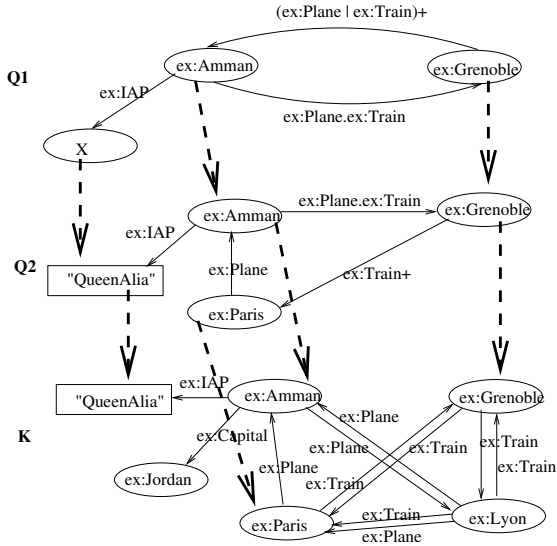 (ex:Plane | ex:Train)+
ex:Amman
ex:Grenoble
Q1
ex:IAP
ex:Plane.ex:Train
X
ex:Amman
ex:Plane.ex:Train
ex:Grenoble
ex:IAP
Q2
"QueenAlia"
ex:Plane
ex:Train+
ex:Paris
"QueenAlia"
ex:IAP
ex:Amman
ex:Grenoble
ex:Plane
K
ex:Capital
ex:Plane
ex:Train
ex:Train
ex:Plane
ex:Train
ex:Jordan
ex:Train
ex:Paris
ex:Train
ex:Lyon
ex:Plane